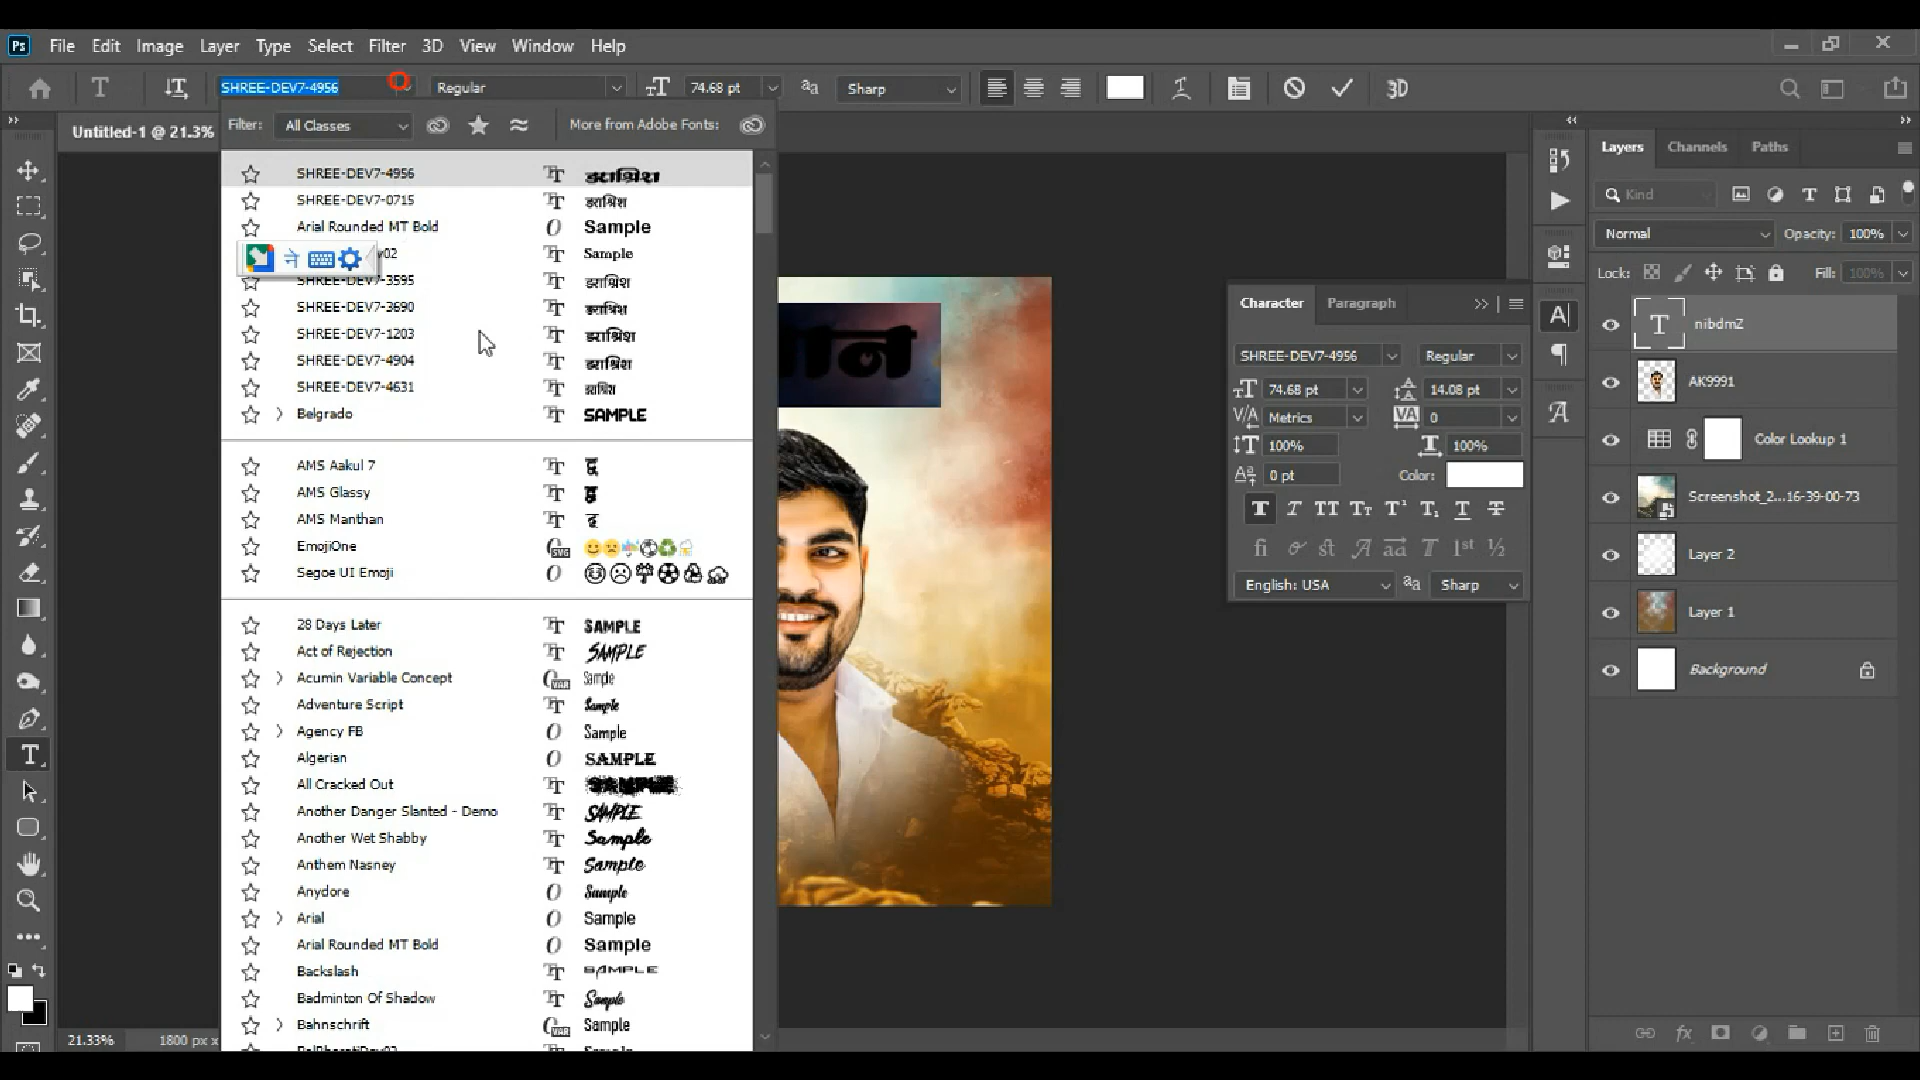 Ps File Edit Image Layer Type Select Filter 3D View Window Help
SHREE-DEV7-4956 Regular 74.68 pt aa Sharp 3D
Filter: All Classes More from Adobe Fonts:
Untitled-1 @ 21.3%
SHREE-DEV7-4956
SHREE-DEV7-0715
Arial Rounded MT Bold Sample
v02 Sample
SHREE-DEV7-3595
SHREE-DEV7-3690
SHREE-DEV7-1203
SHREE-DEV7-4904
SHREE-DEV7-4631
Belgrado SAMPLE
AMS Aakul 7
AMS Glassy
AMS Manthan
EmojiOne
Segoe UI Emoji
28 Days Later SAMPLE
Act of Rejection SAMPLE
Acumin Variable Concept Sample
Adventure Script Sample
Agency FB Sample
Algerian SAMPLE
All Cracked Out SAMPLE
Another Danger Slanted - Demo SAMPLE
Another Wet Shabby Sample
Anthem Nasney Sample
Anydore Sample
Arial Sample
Arial Rounded MT Bold Sample
Backslash SAMPLE
Badminton Of Shadow Sample
Bahnschrift Sample
21.33% 1800 px x
Character Paragraph
SHREE-DEV7-4956 Regular
74.68 pt 14.08 pt
Metrics 0
100% 100%
0 pt Color:
English: USA aa Sharp
Layers Channels Paths
Kind
Normal Opacity: 100%
Lock: Fill: 100%
nibdmZ
AK9991
Color Lookup 1
Screenshot_2...16-39-00-73
Layer 2
Layer 1
Background